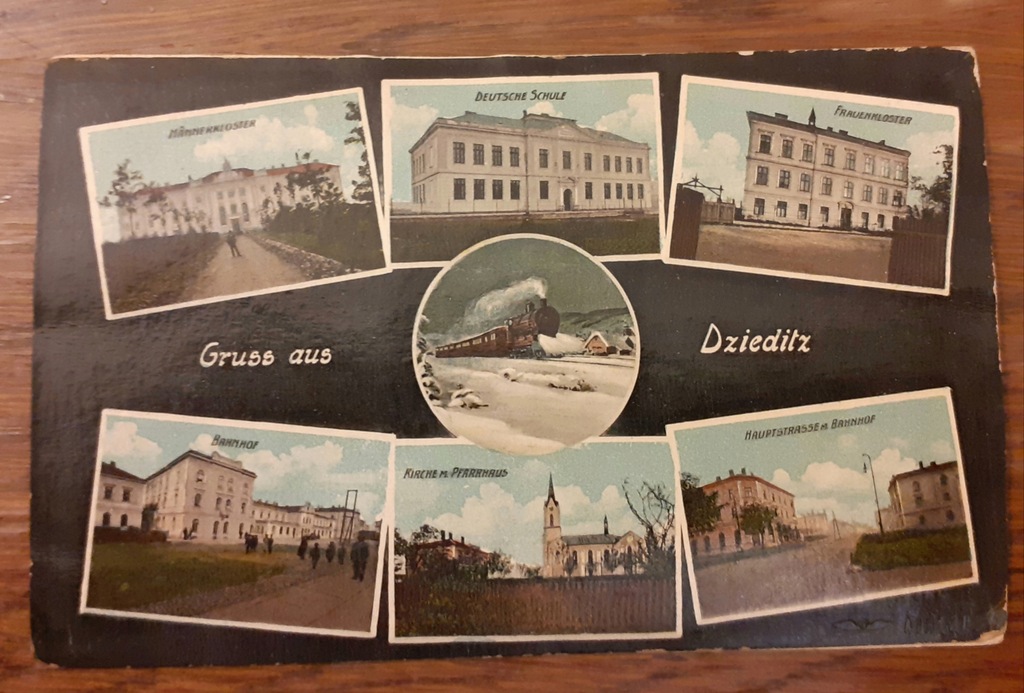 MÄNNERKLOSTER
DEUTSCHE SCHULE
FRAUENKLOSTER
Gruss aus
Dzieditz
BAHNHOF
KIRCHE M. PFARRHAUS
HAUPTSTRASSE M. BAHNHOF